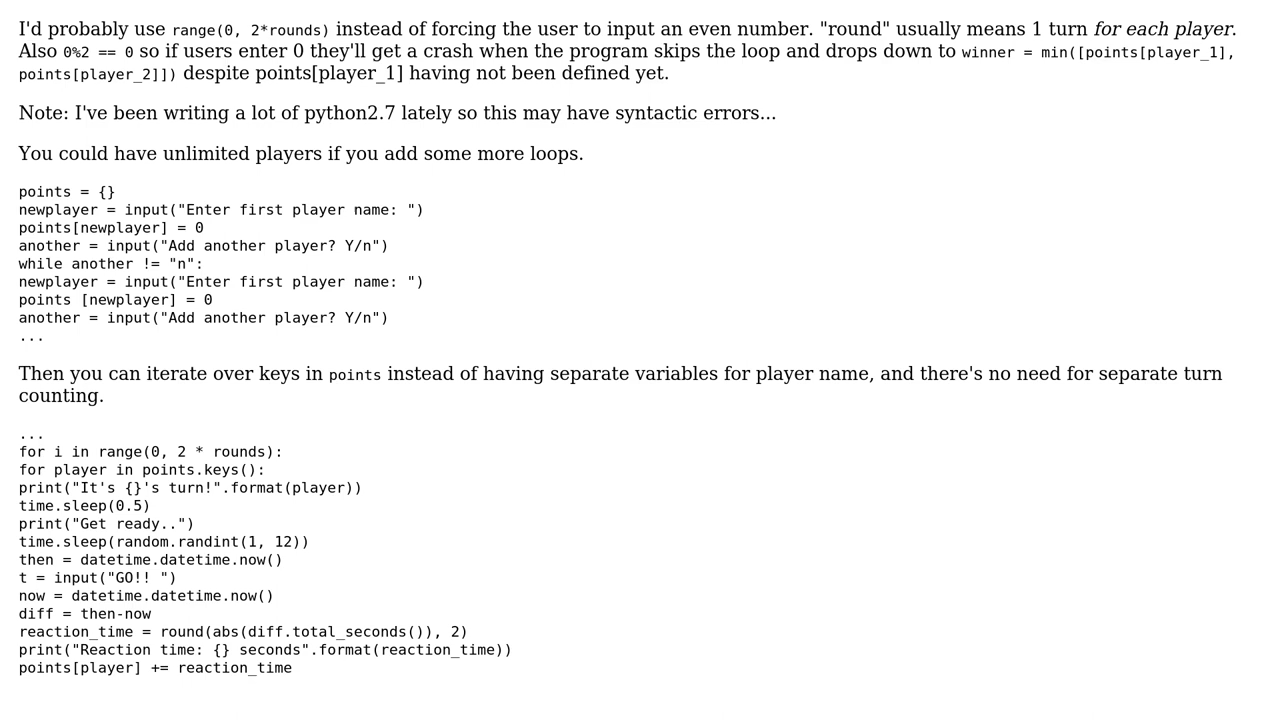 I'd probably use range(0, 2*rounds) instead of forcing the user to input an even number. "round" usually means 1 turn for each player.
Also 0%2 == 0 so if users enter 0 they'll get a crash when the program skips the loop and drops down to winner = min([points[player_1],
points[player_2]]) despite points[player_1] having not been defined yet.
Note: I've been writing a lot of python2.7 lately so this may have syntactic errors...
You could have unlimited players if you add some more loops.
points = {}
newplayer = input("Enter first player name: ")
points[newplayer] = 0
another = input("Add another player? Y/n")
while another != "n":
newplayer = input("Enter first player name: ")
points [newplayer] = 0
another = input("Add another player? Y/n")
...
Then you can iterate over keys in points instead of having separate variables for player name, and there's no need for separate turn
counting.
...
for i in range(0, 2 * rounds):
for player in points.keys():
print("It's {}'s turn!".format(player))
time.sleep(0.5)
print("Get ready..")
time.sleep(random.randint(1, 12))
then = datetime.datetime.now()
t = input("GO!! ")
now = datetime.datetime.now()
diff = then-now
reaction_time = round(abs(diff.total_seconds()), 2)
print("Reaction time: {} seconds".format(reaction_time))
points[player] += reaction_time